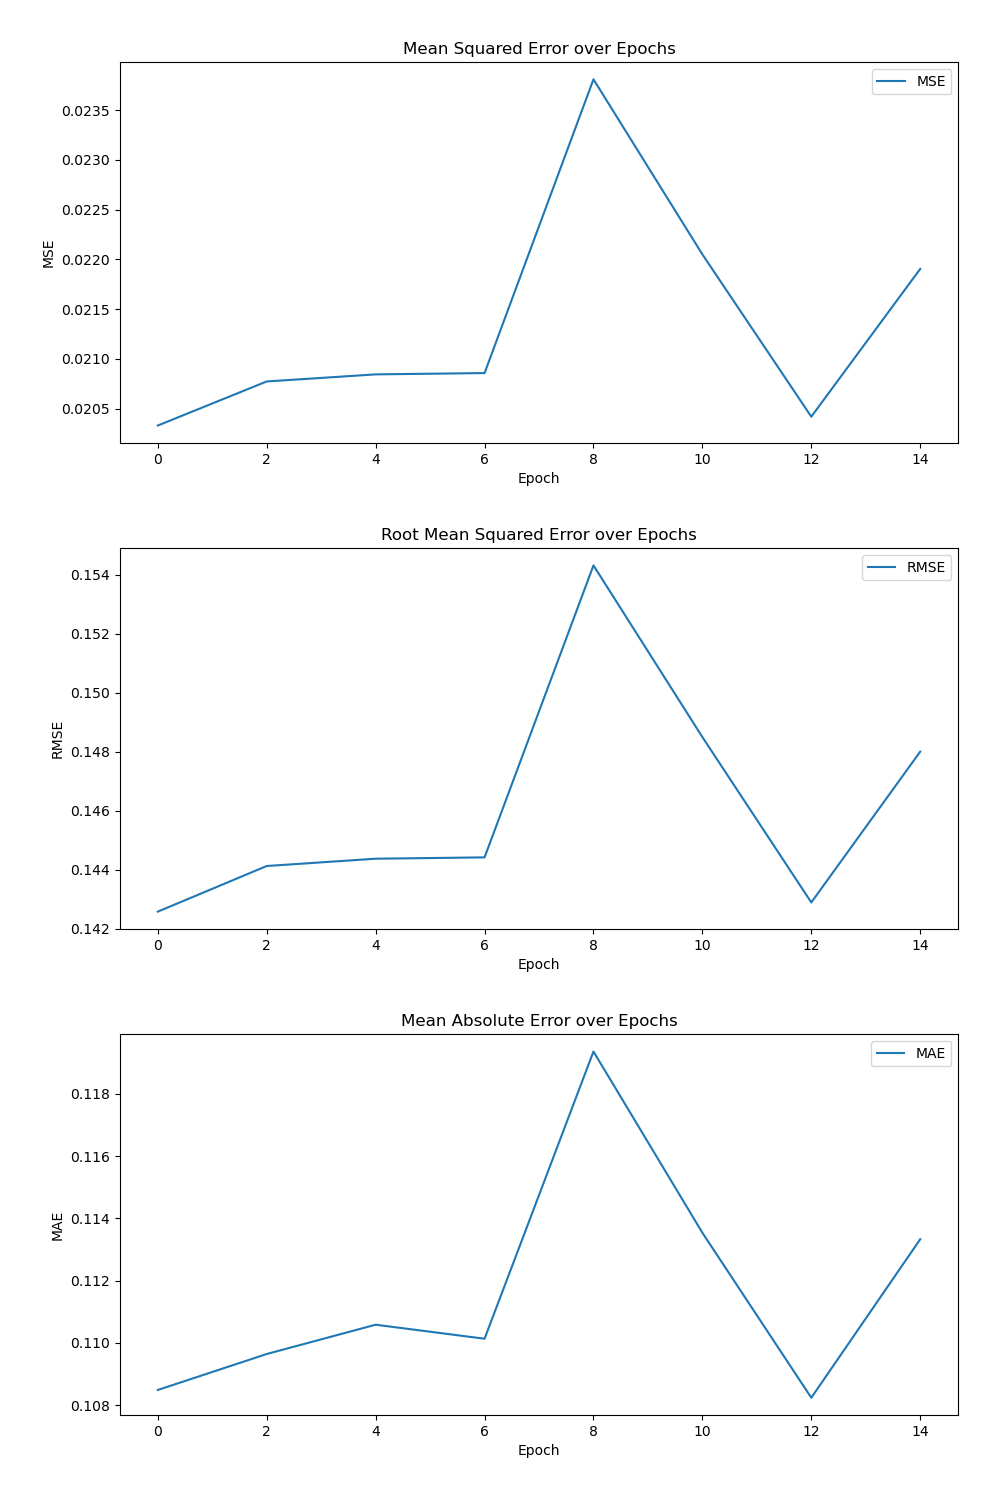 Mean Squared Error over Epochs
MSE
0.0235
0.0230
0.0225
0.0220
0.0215
0.0210
0.0205
MSE
0 2 4 6 8 10 12 14
Epoch
Root Mean Squared Error over Epochs
RMSE
0.154
0.152
0.150
0.148
0.146
0.144
0.142
RMSE
0 2 4 6 8 10 12 14
Epoch
Mean Absolute Error over Epochs
MAE
0.118
0.116
0.114
0.112
0.110
0.108
MAE
0 2 4 6 8 10 12 14
Epoch